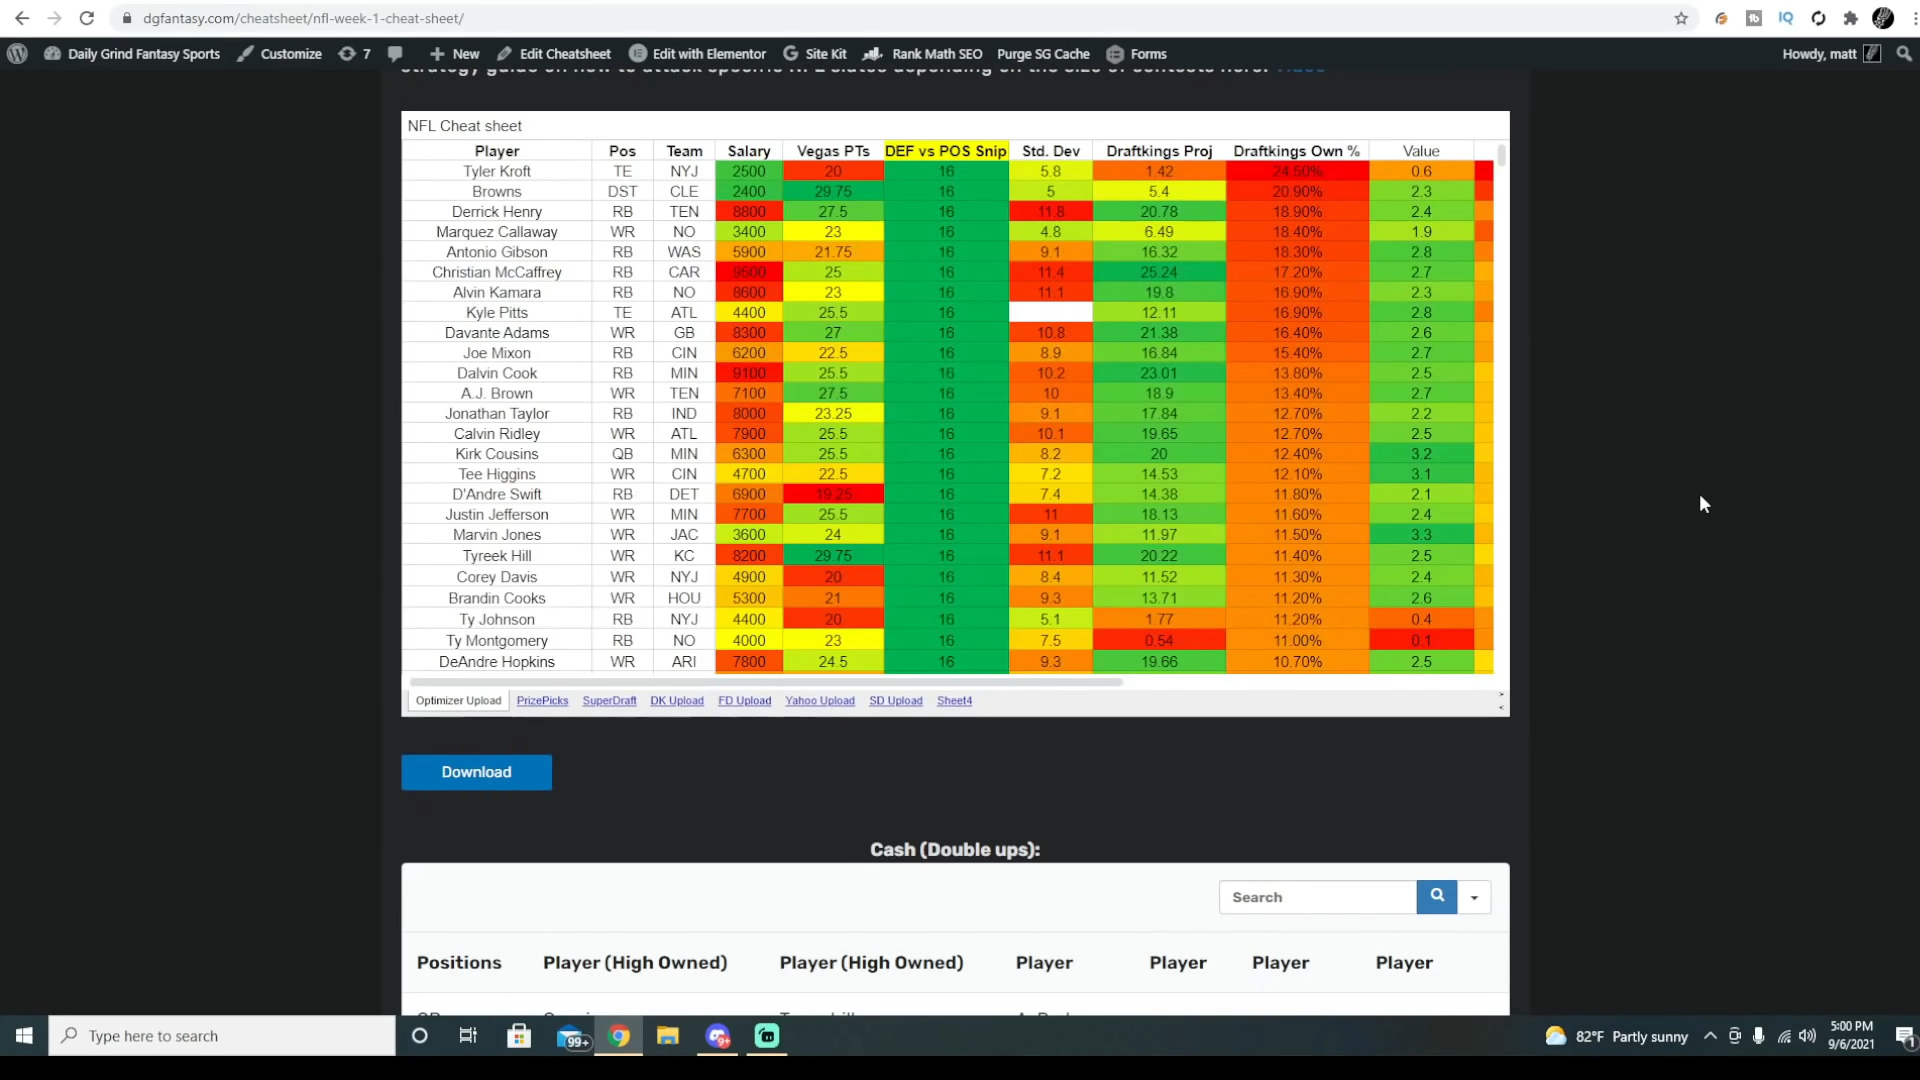 dgfantasy.com/cheatsheet/nfl-week-1-cheat-sheet/
Daily Grind Fantasy Sports Customize 7 New Edit Cheatsheet Edit with Elementor Site Kit Rank Math SEO Purge SG Cache Forms Howdy, matt
Strategy guide on how to attack specific NFL slates depending on the size of contests here: Video
NFL Cheat sheet
Player Pos Team Salary Vegas PTs DEF vs POS Snip Std. Dev Draftkings Proj Draftkings Own % Value
Tyler Kroft TE NYJ 2500 20 16 5.8 1.42 24.50% 0.6
Browns DST CLE 2400 29.75 16 5 5.4 20.90% 2.3
Derrick Henry RB TEN 8800 27.5 16 11.8 20.78 18.90% 2.4
Marquez Callaway WR NO 3400 23 16 4.8 6.49 18.40% 1.9
Antonio Gibson RB WAS 5900 21.75 16 9.1 16.32 18.30% 2.8
Christian McCaffrey RB CAR 9500 25 16 11.4 25.24 17.20% 2.7
Alvin Kamara RB NO 8600 23 16 11.1 19.8 16.90% 2.3
Kyle Pitts TE ATL 4400 25.5 16 12.11 16.90% 2.8
Davante Adams WR GB 8300 27 16 10.8 21.38 16.40% 2.6
Joe Mixon RB CIN 6200 22.5 16 8.9 16.84 15.40% 2.7
Dalvin Cook RB MIN 9100 25.5 16 10.2 23.01 13.80% 2.5
A.J. Brown WR TEN 7100 27.5 16 10 18.9 13.40% 2.7
Jonathan Taylor RB IND 8000 23.25 16 9.1 17.84 12.70% 2.2
Calvin Ridley WR ATL 7900 25.5 16 10.1 19.65 12.70% 2.5
Kirk Cousins QB MIN 6300 25.5 16 8.2 20 12.40% 3.2
Tee Higgins WR CIN 4700 22.5 16 7.2 14.53 12.10% 3.1
D'Andre Swift RB DET 6900 19.25 16 7.4 14.38 11.80% 2.1
Justin Jefferson WR MIN 7700 25.5 16 11 18.13 11.60% 2.4
Marvin Jones WR JAC 3600 24 16 9.1 11.97 11.50% 3.3
Tyreek Hill WR KC 8200 29.75 16 11.1 20.22 11.40% 2.5
Corey Davis WR NYJ 4900 20 16 8.4 11.52 11.30% 2.4
Brandin Cooks WR HOU 5300 21 16 9.3 13.71 11.20% 2.6
Ty Johnson RB NYJ 4400 20 16 5.1 1.77 11.20% 0.4
Ty Montgomery RB NO 4000 23 16 7.5 0.54 11.00% 0.1
DeAndre Hopkins WR ARI 7800 24.5 16 9.3 19.66 10.70% 2.5
Optimizer Upload PrizePicks SuperDraft DK Upload FD Upload Yahoo Upload SD Upload Sheet4
Download
Cash (Double ups):
Search
Positions Player (High Owned) Player (High Owned) Player Player Player Player
Type here to search 99+ 9+ 82°F Partly sunny 5:00 PM
9/6/2021 1